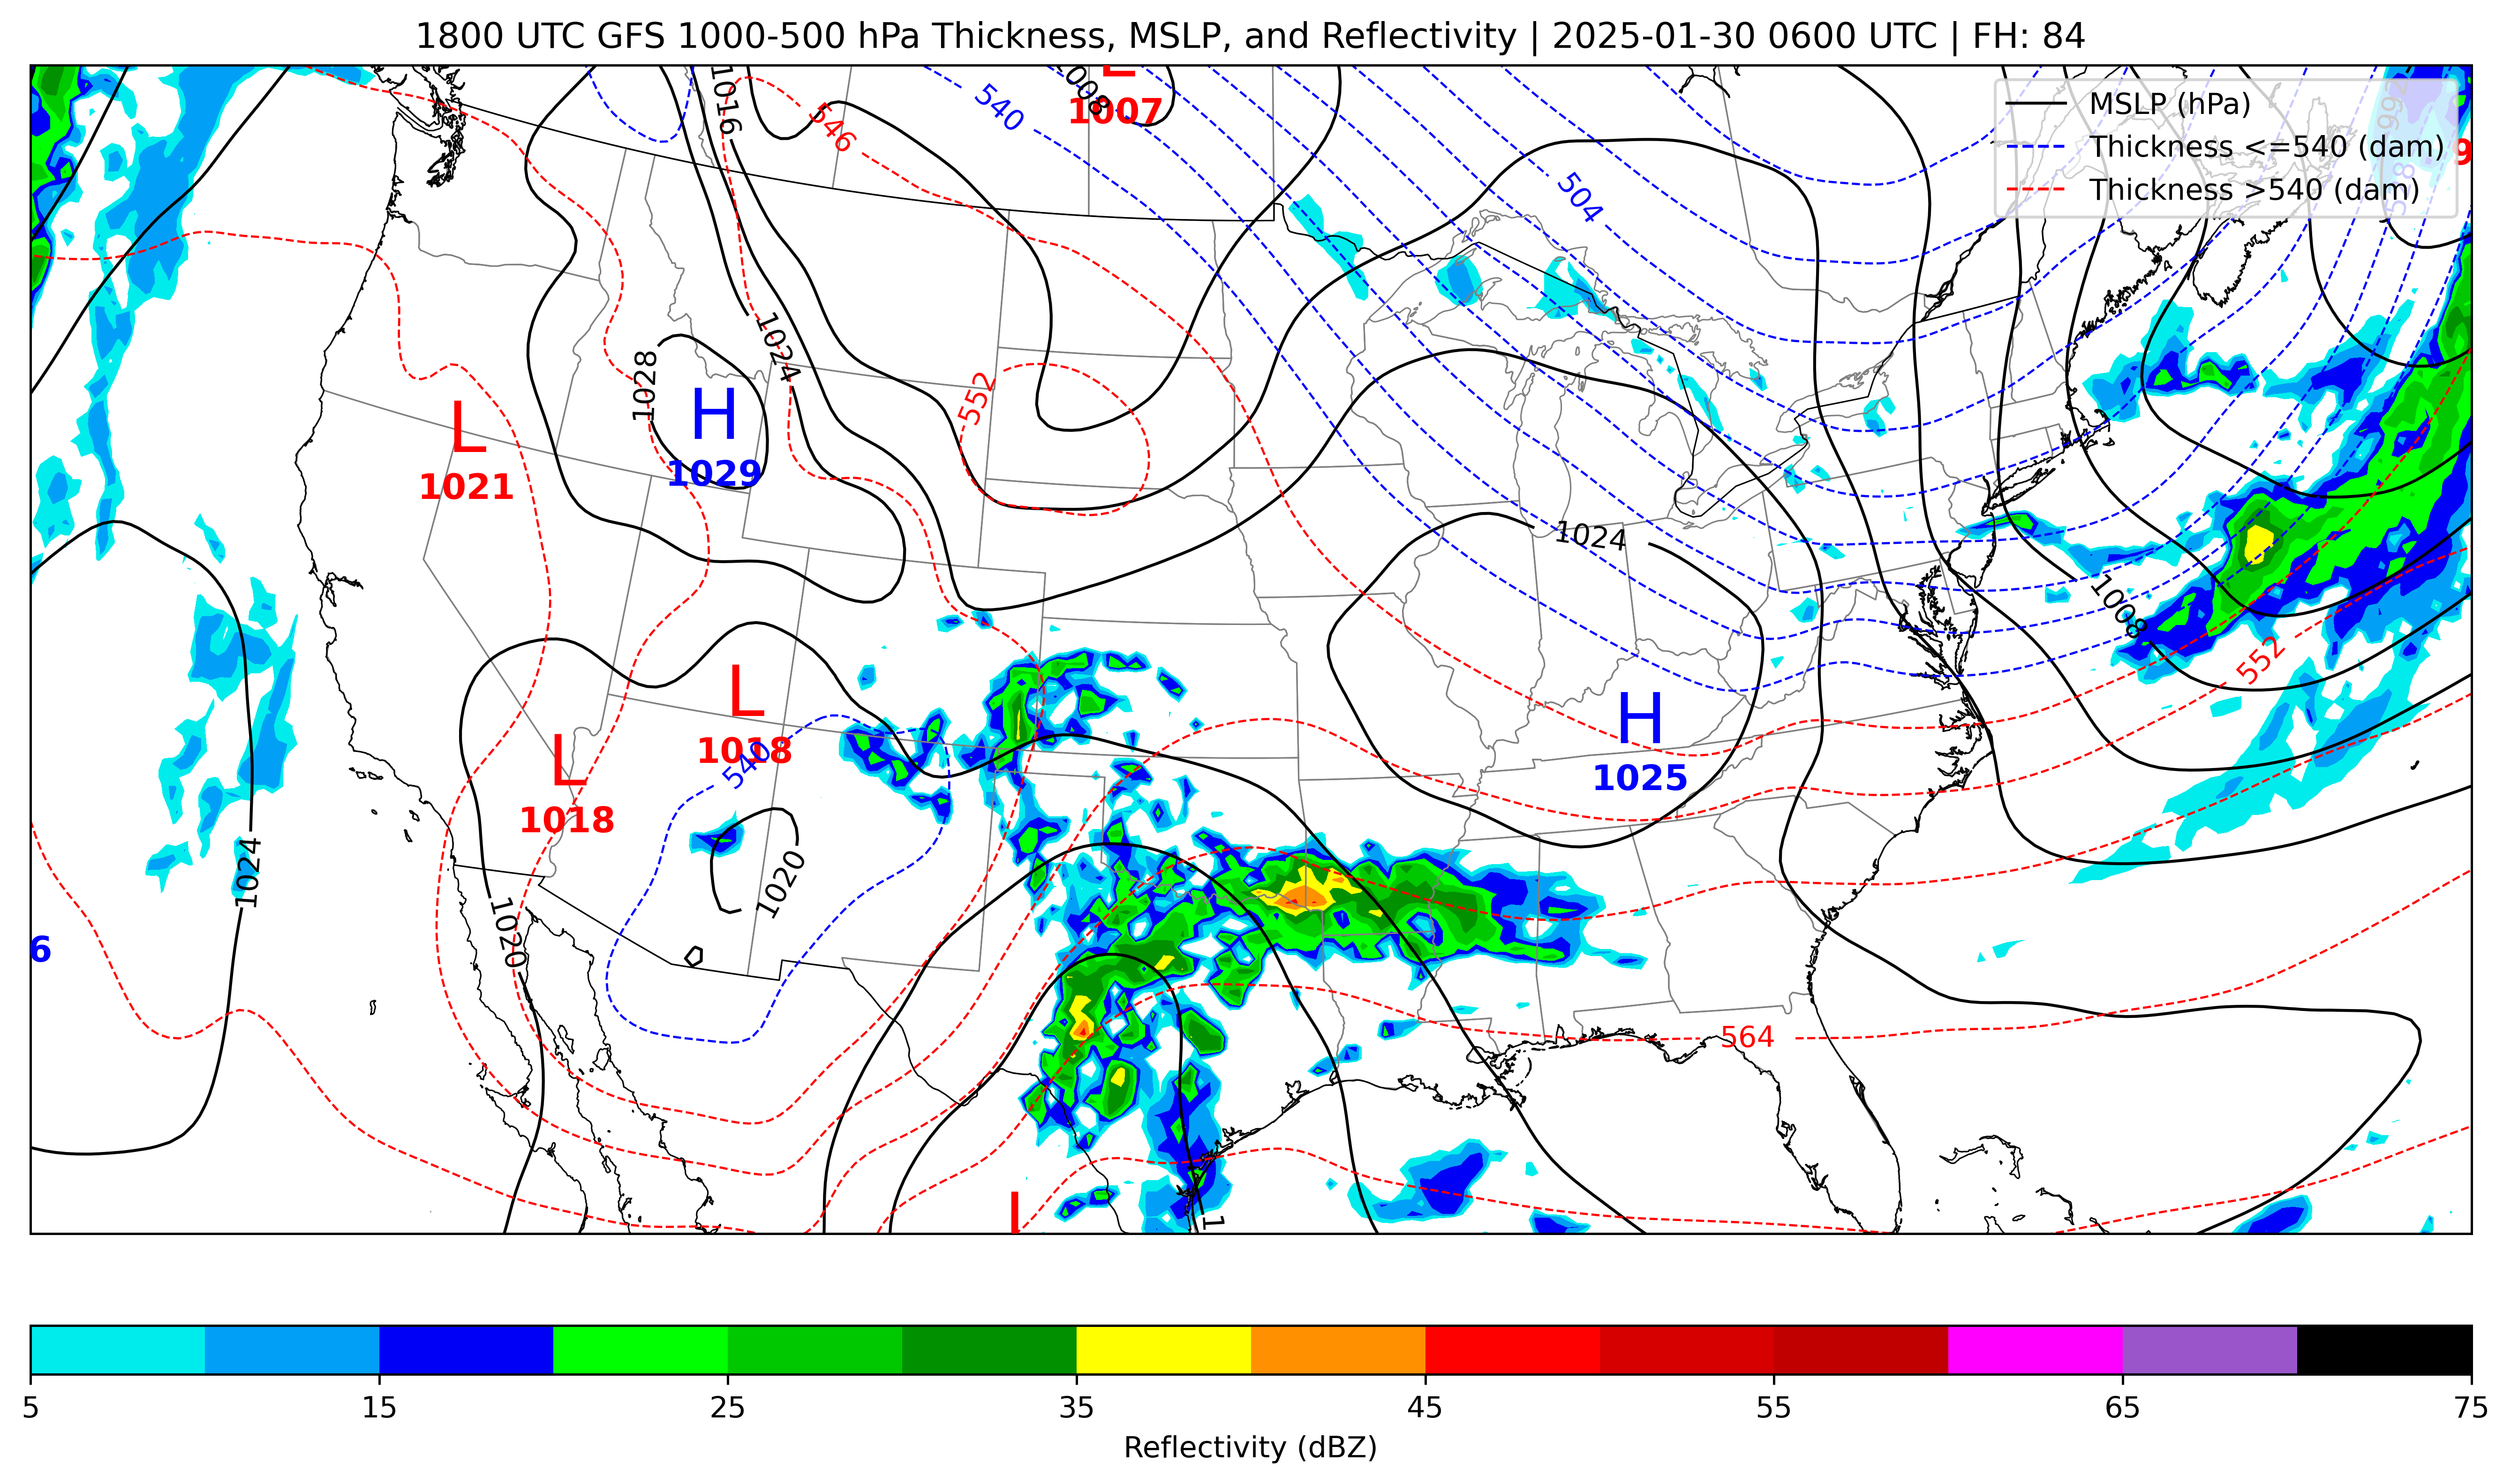 1800 UTC GFS 1000-500 hPa Thickness, MSLP, and Reflectivity | 2025-01-30 0600 UTC | FH: 84
MSLP (hPa)
Thickness <=540 (dam)
Thickness >540 (dam)
1016
546
540
1008
L
1007
504
992
9
1028
1024
552
H
1029
L
1021
1024
1008
552
L
1018
540
L
1018
H
1025
1020
1024
1020
6
564
L
1
5 15 25 35 45 55 65 75
Reflectivity (dBZ)